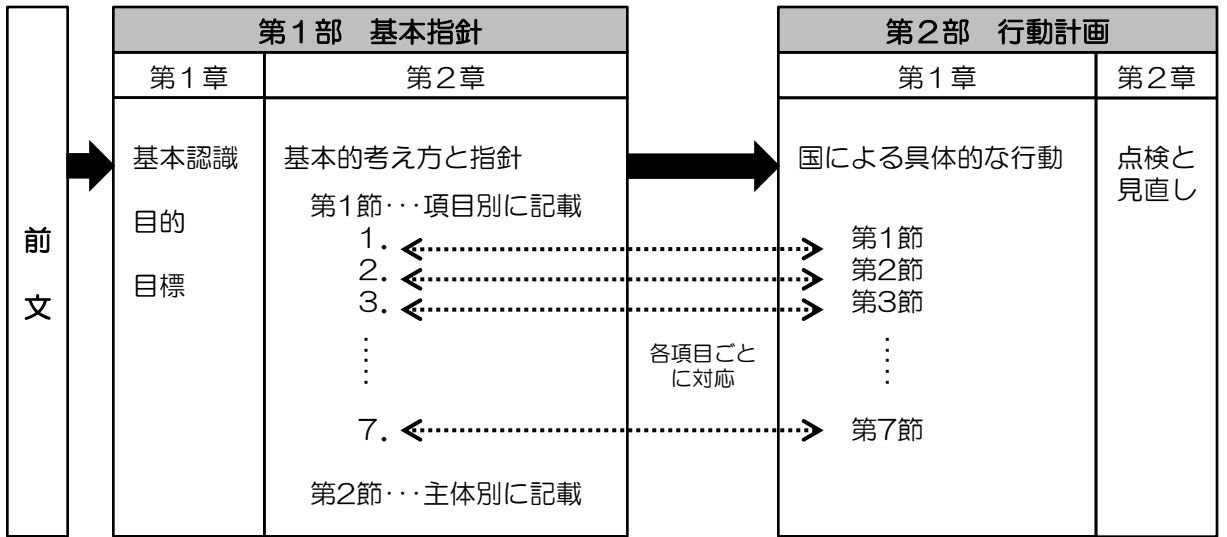 前
文
第1部 基本指針
第1章
第2章
基本認識
目的
目標
基本的考え方と指針
第1節･･･項目別に記載
1.
2.
3.
7.
第2節･･･主体別に記載
各項目ごと
に対応
第2部 行動計画
第1章
第2章
国による具体的な行動
第1節
第2節
第3節
第7節
点検と
見直し